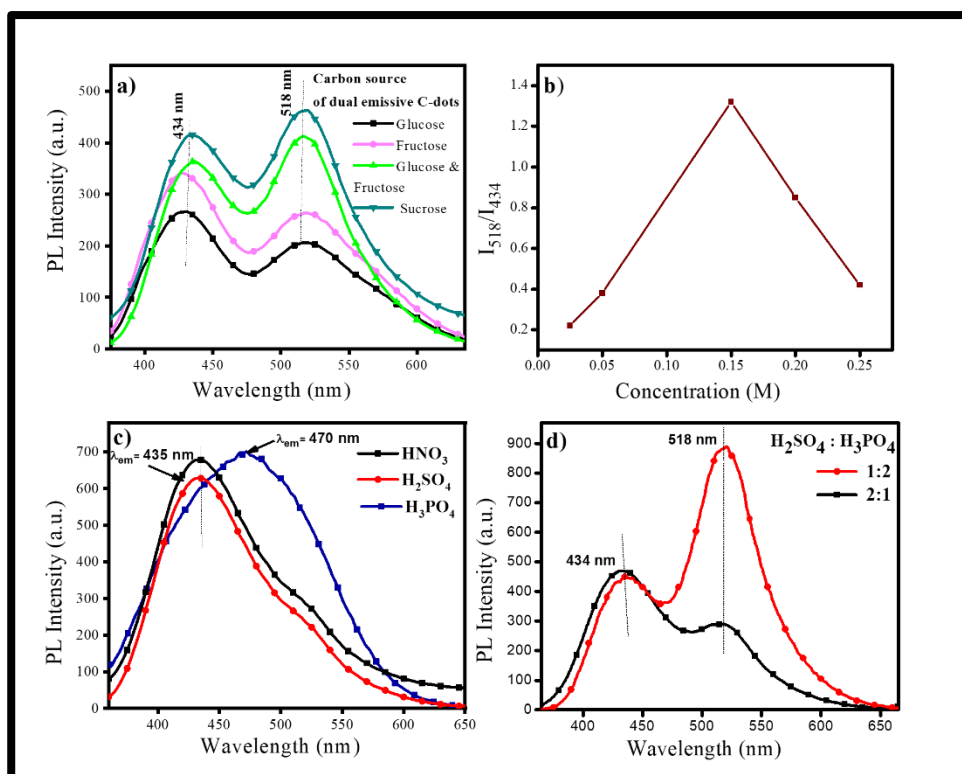 a)
434 nm
518 nm
Carbon source
of dual emissive C-dots
Glucose
Fructose
Glucose &
Fructose
Sucrose
500
450
400
300
200
100
0
400
450
500
550
600
PL Intensity (a.u.)
Wavelength (nm)
b)
1.4
1.2
1.0
0.8
0.6
0.4
0.2
0.00
0.05
0.10
0.15
0.20
0.25
I518/I434
Concentration (M)
c)
λem= 435 nm
λem= 470 nm
HNO3
H2SO4
H3PO4
700
600
500
400
300
200
100
0
400
450
500
550
600
650
PL Intensity (a.u.)
Wavelength (nm)
d)
518 nm
434 nm
H2SO4 : H3PO4
1:2
2:1
900
800
700
600
500
400
300
200
100
0
400
450
500
550
600
650
PL Intensity (a.u.)
Wavelength (nm)